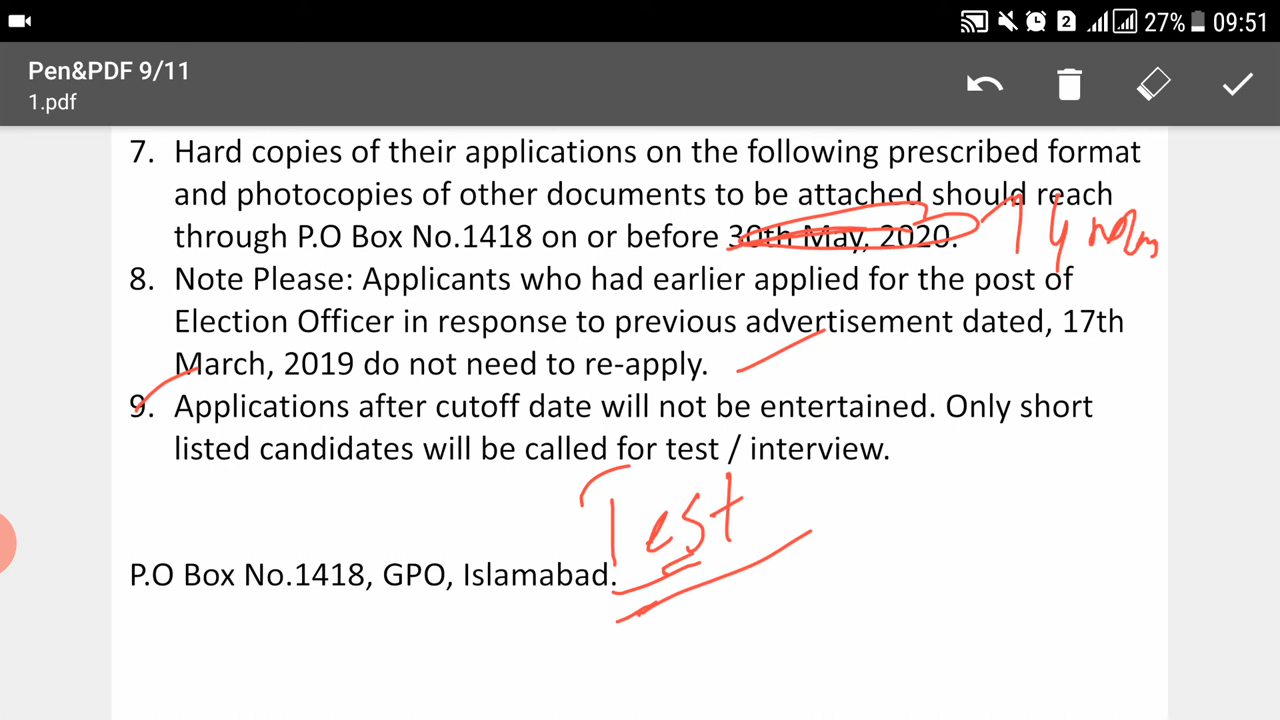 2 27% 09:51
Pen&PDF 9/11
1.pdf
7. Hard copies of their applications on the following prescribed format
and photocopies of other documents to be attached should reach
through P.O Box No.1418 on or before 30th May, 2020.
8. Note Please: Applicants who had earlier applied for the post of
Election Officer in response to previous advertisement dated, 17th
March, 2019 do not need to re-apply.
9. Applications after cutoff date will not be entertained. Only short
listed candidates will be called for test / interview.
Test
P.O Box No.1418, GPO, Islamabad.